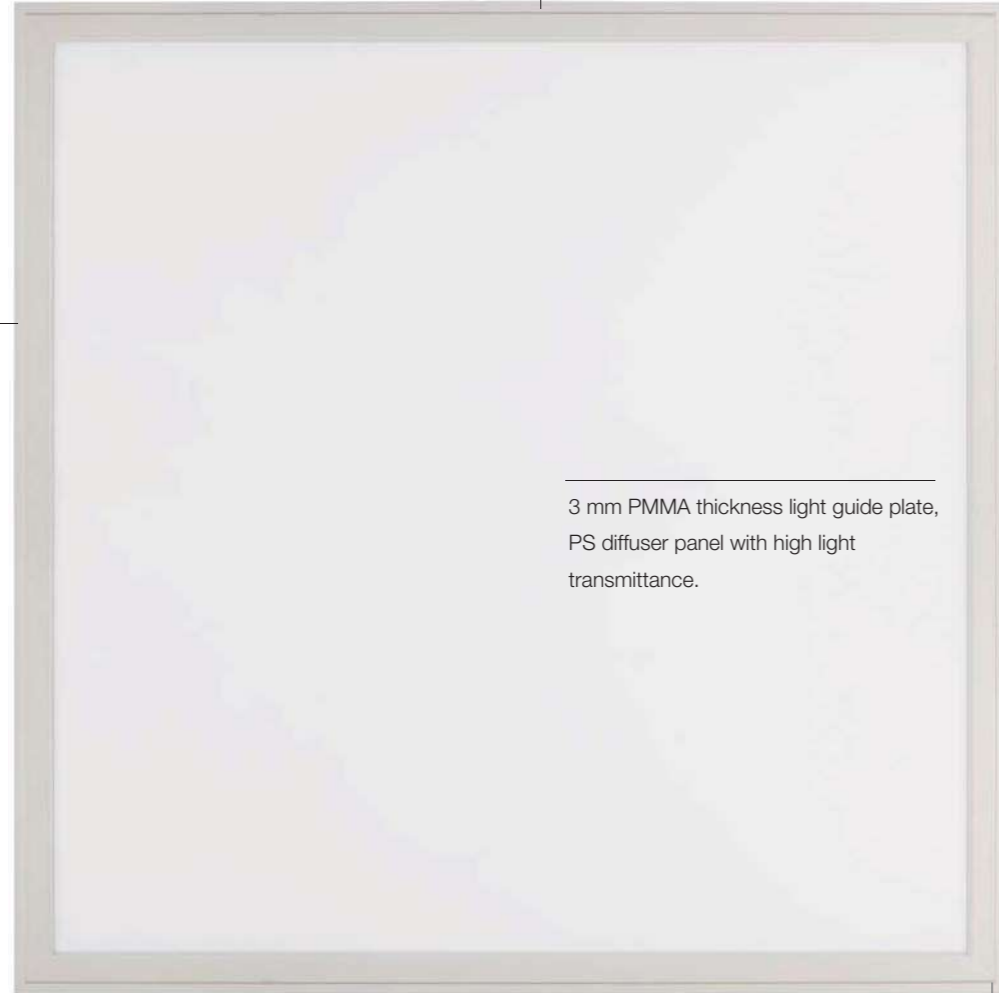 3 mm PMMA thickness light guide plate,
PS diffuser panel with high light
transmittance.